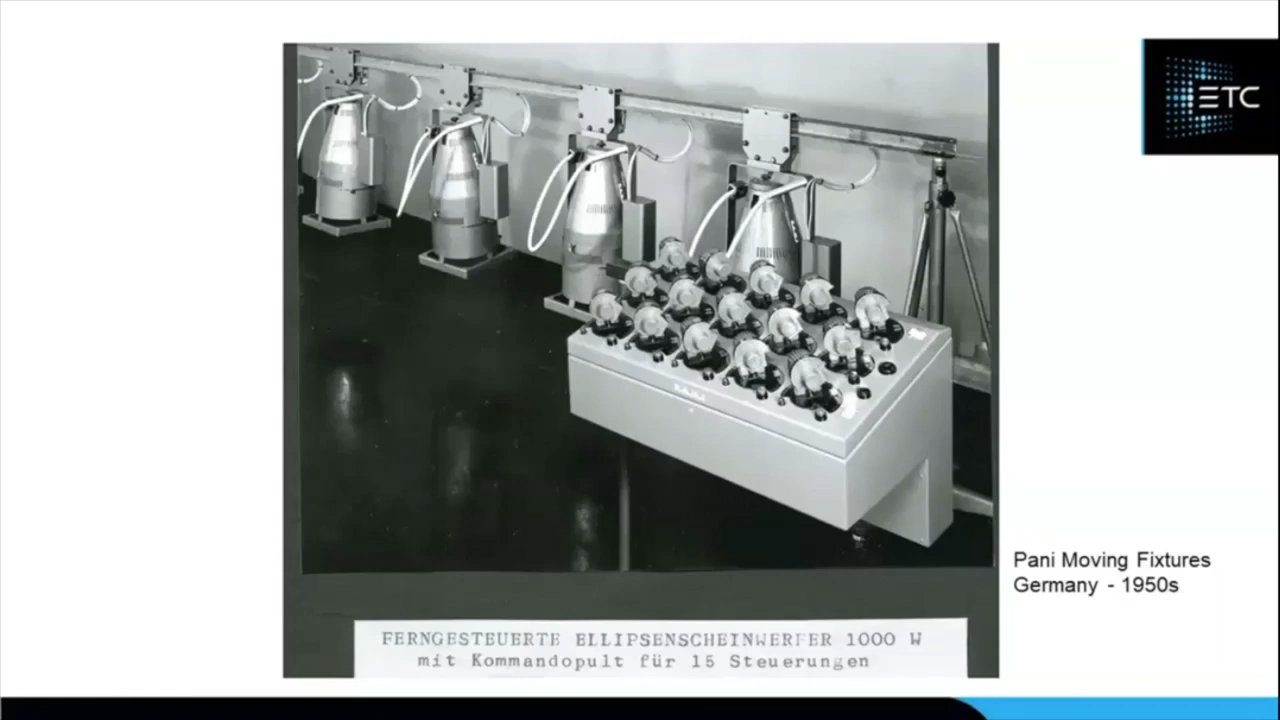 ETC
Pani Moving Fixtures
Germany - 1950s
FERNGESTEUERTE ELLIPSENSCHEINWERFER 1000 W
mit Kommandopult für 15 Steuerungen